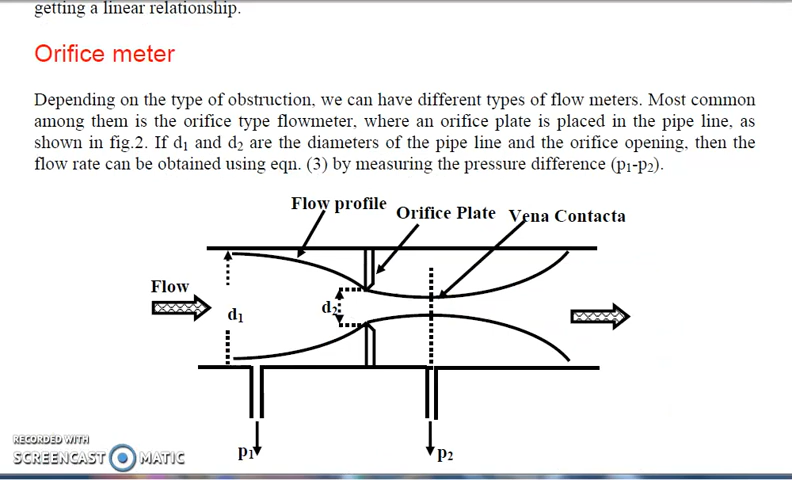 getting a linear relationship.
Orifice meter
Depending on the type of obstruction, we can have different types of flow meters. Most common
among them is the orifice type flowmeter, where an orifice plate is placed in the pipe line, as
shown in fig.2. If d₁ and d₂ are the diameters of the pipe line and the orifice opening, then the
flow rate can be obtained using eqn. (3) by measuring the pressure difference (p₁-p₂).
Flow profile
Orifice Plate
Vena Contacta
Flow
d₁
d₂
RECORDED WITH
SCREENCAST MATIC
p₁
p₂